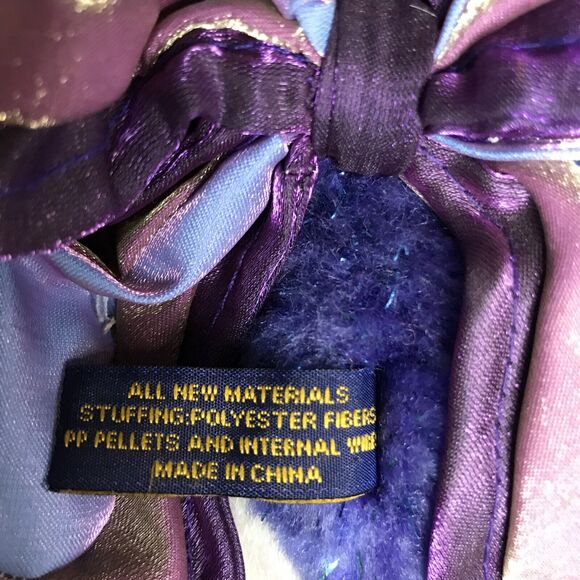 ALL NEW MATERIALS
STUFFING:POLYESTER FIBERS
PP PELLETS AND INTERNAL
MADE IN CHINA